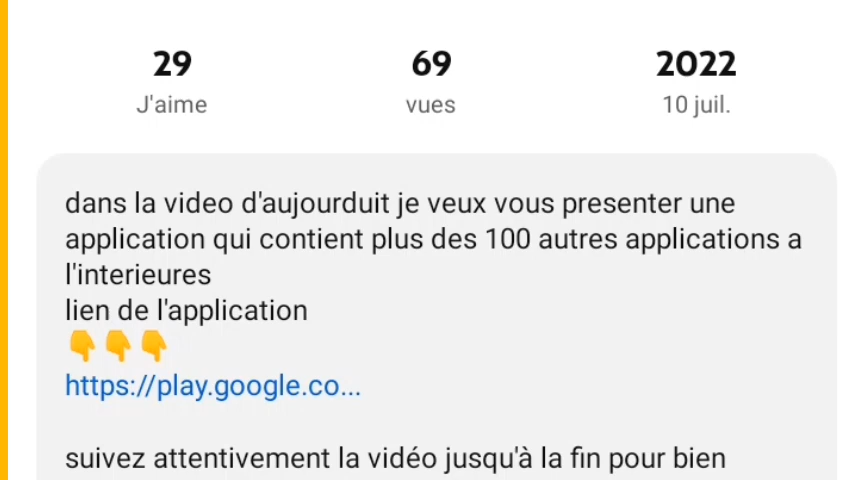 29 69 2022
J'aime vues 10 juil.
dans la video d'aujourduit je veux vous presenter une
application qui contient plus des 100 autres applications a
l'interieures
lien de l'application
👇👇👇
https://play.google.co...
suivez attentivement la vidéo jusqu'à la fin pour bien